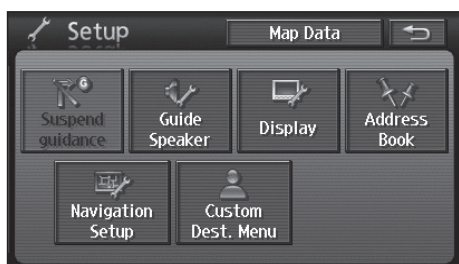 Setup
Map Data
G
Suspend
guidance
Guide
Speaker
Display
Address
Book
Navigation
Setup
Custom
Dest. Menu